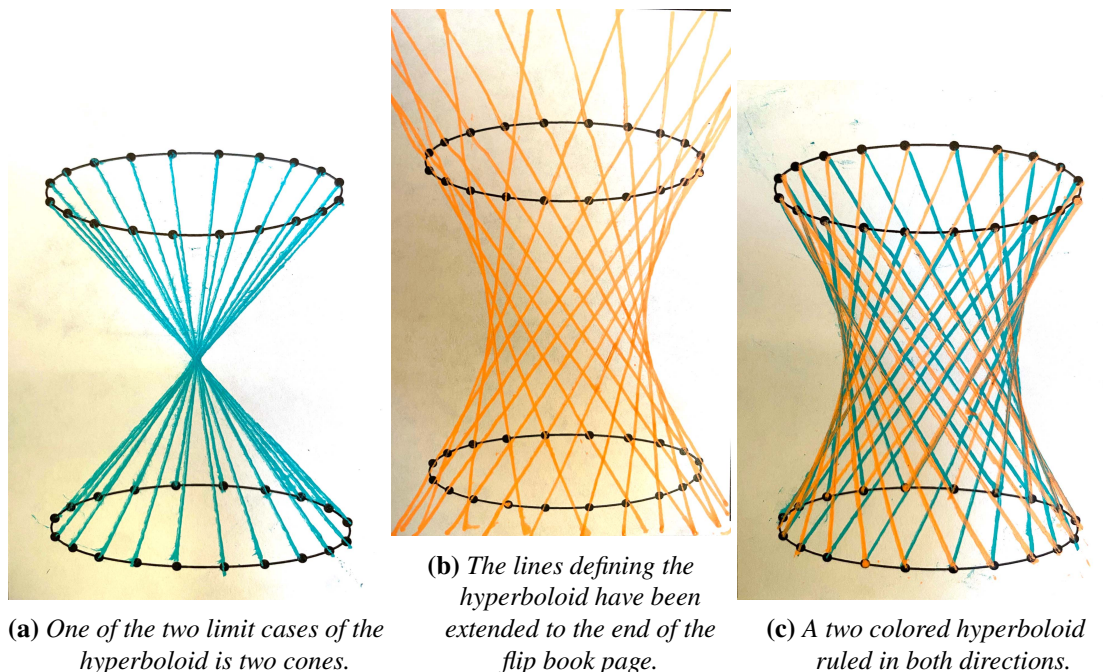 (a) One of the two limit cases of the
hyperboloid is two cones.
(b) The lines defining the
hyperboloid have been
extended to the end of the
flip book page.
(c) A two colored hyperboloid
ruled in both directions.